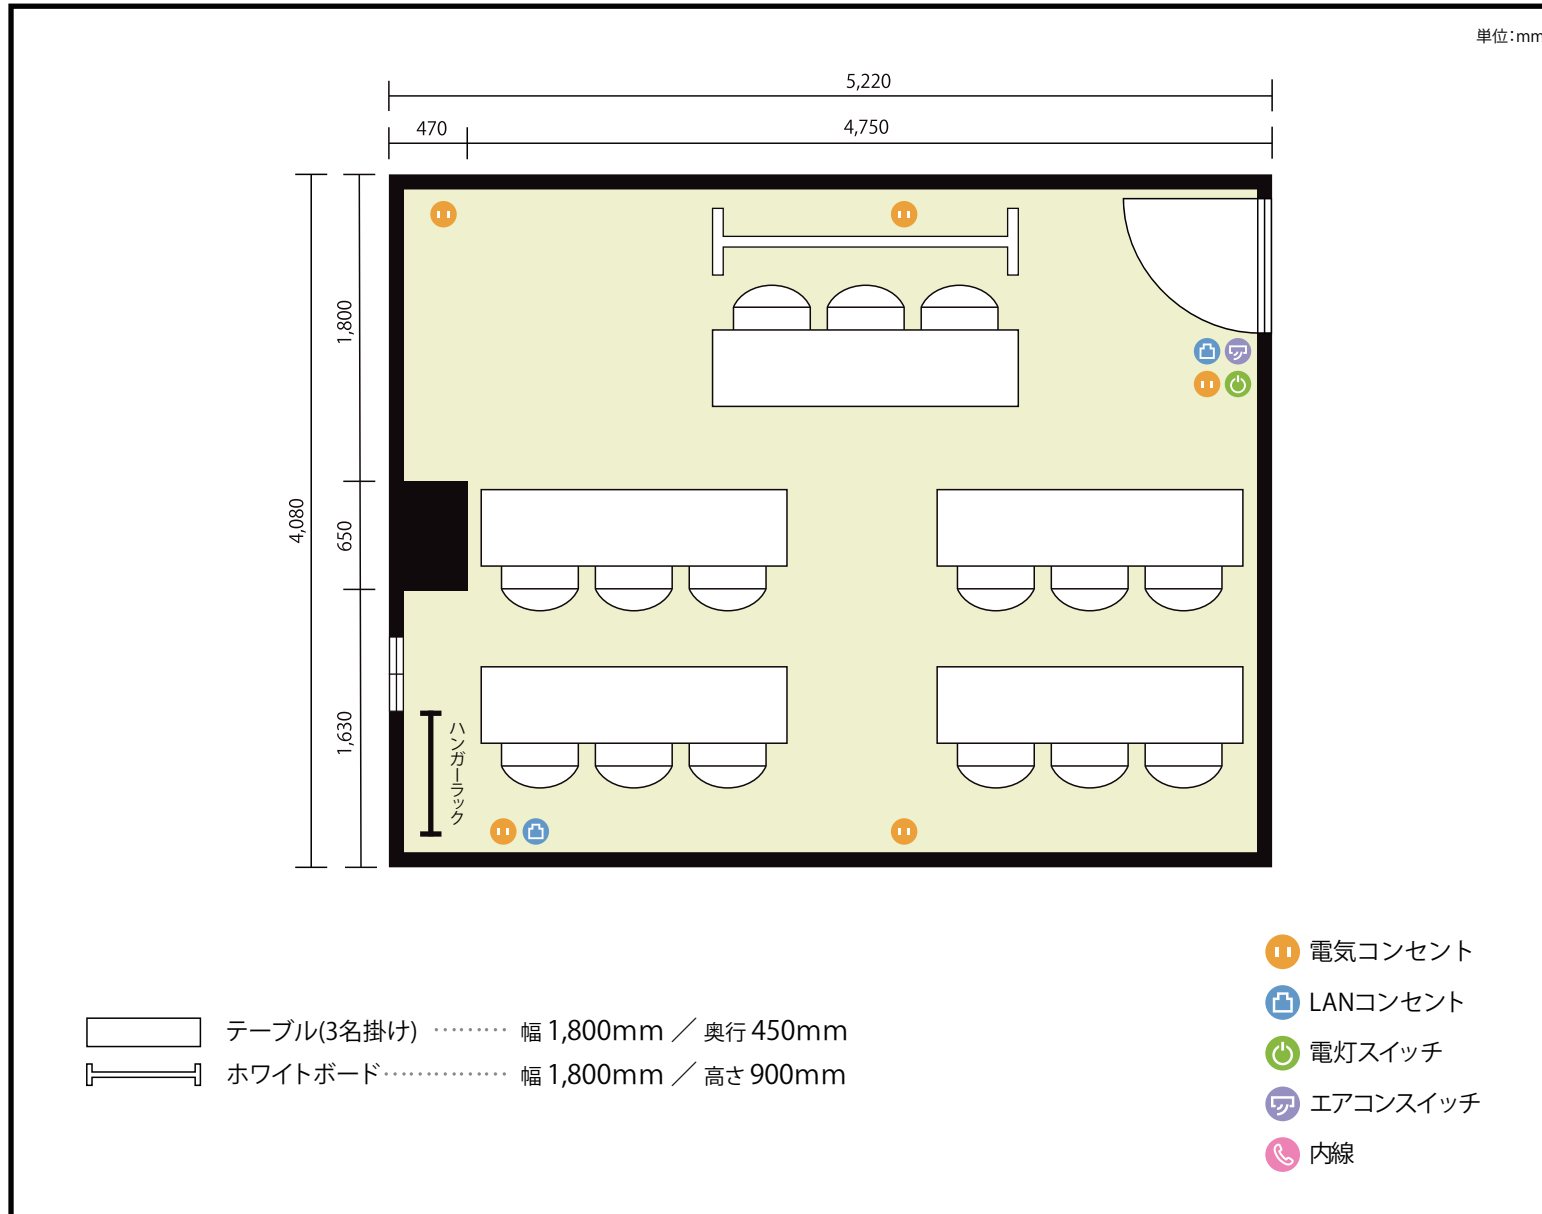 単位：mm
5,220
470
4,750
1,800
4,080
650
1,630
ハンガーラック
テーブル(3名掛け) ········· 幅 1,800mm ／ 奥行 450mm
ホワイトボード··············· 幅 1,800mm ／ 高さ 900mm
電気コンセント
LANコンセント
電灯スイッチ
エアコンスイッチ
内線